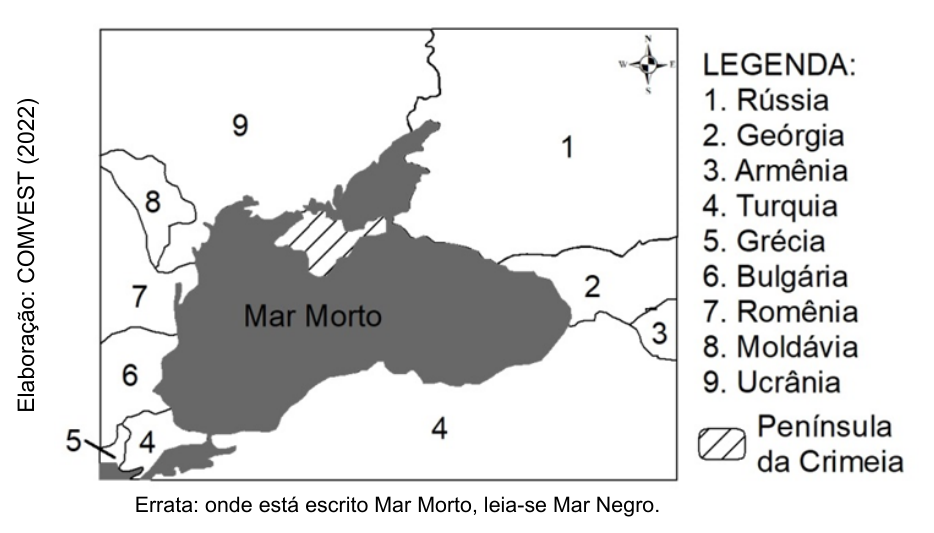 Elaboração: COMVEST (2022)
N
W E
S
9
1
8
7
Mar Morto
2
3
6
5
4
4
LEGENDA:
1. Rússia
2. Geórgia
3. Armênia
4. Turquia
5. Grécia
6. Bulgária
7. Romênia
8. Moldávia
9. Ucrânia
Península
da Crimeia
Errata: onde está escrito Mar Morto, leia-se Mar Negro.